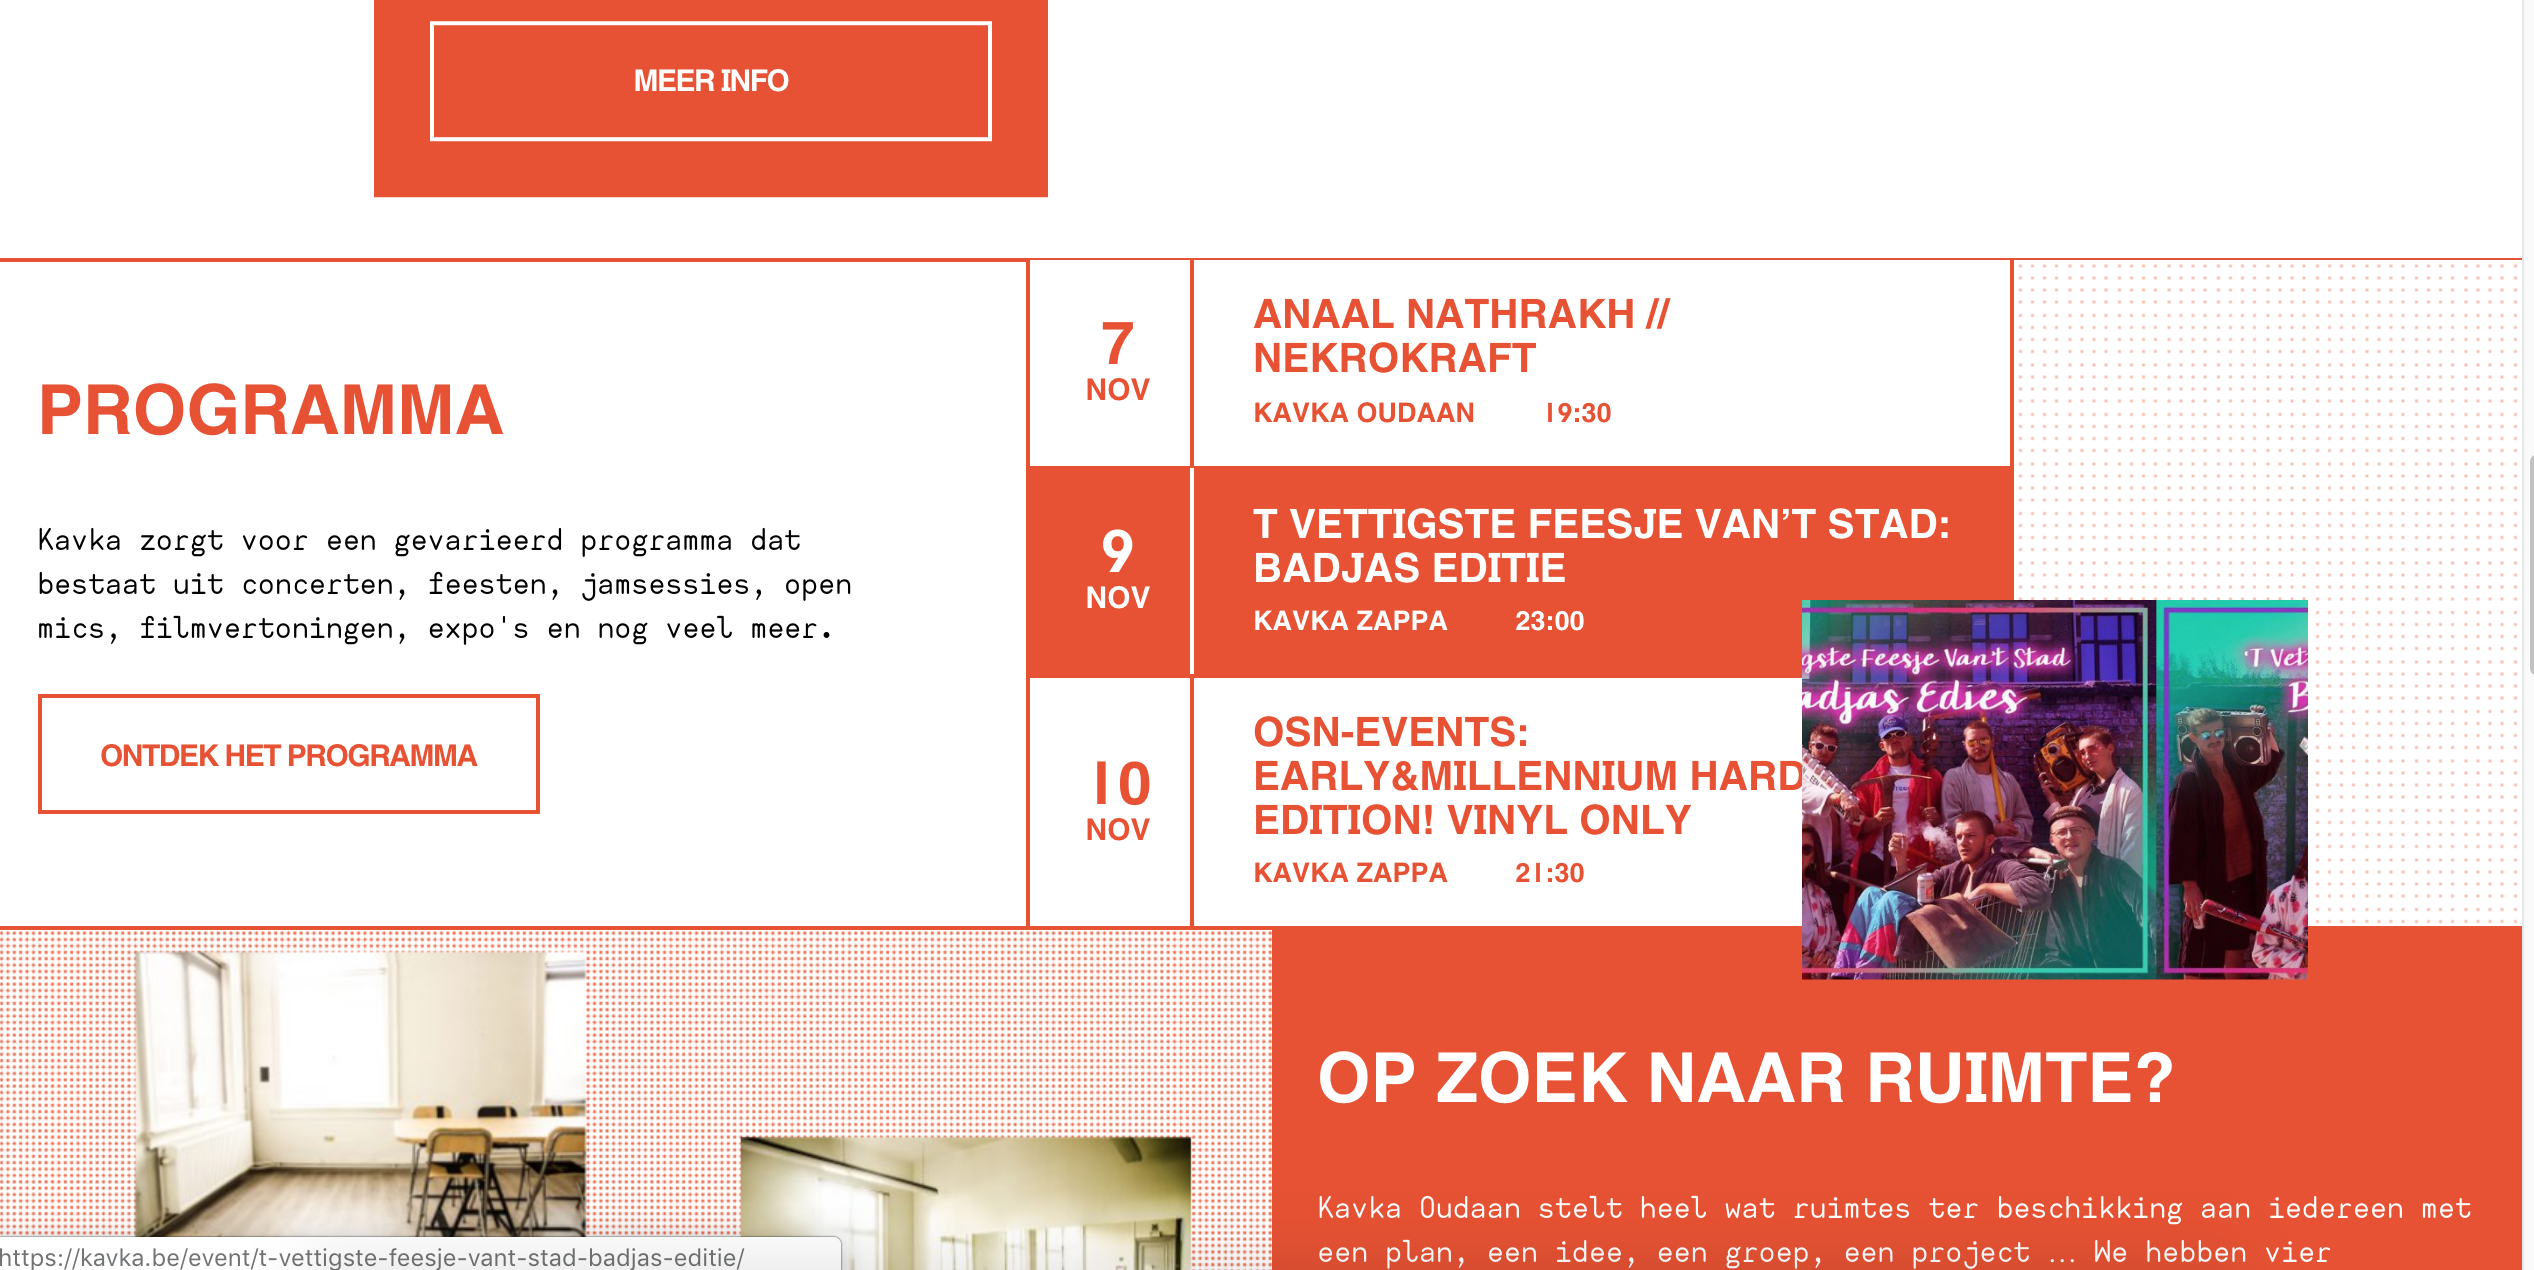 MEER INFO
PROGRAMMA
Kavka zorgt voor een gevarieerd programma dat
bestaat uit concerten, feesten, jamsessies, open
mics, filmvertoningen, expo's en nog veel meer.
ONTDEK HET PROGRAMMA
7
NOV
ANAAL NATHRAKH //
NEKROKRAFT
KAVKA OUDAAN 19:30
9
NOV
T VETTIGSTE FEESJE VAN’T STAD:
BADJAS EDITIE
KAVKA ZAPPA 23:00
10
NOV
OSN-EVENTS:
EARLY&MILLENNIUM HARD
EDITION! VINYL ONLY
KAVKA ZAPPA 21:30
gste Feesje Van't Stad
adjas Edies
'T Vet
B
OP ZOEK NAAR RUIMTE?
Kavka Oudaan stelt heel wat ruimtes ter beschikking aan iedereen met
een plan, een idee, een groep, een project ... We hebben vier
https://kavka.be/event/t-vettigste-feesje-vant-stad-badjas-editie/